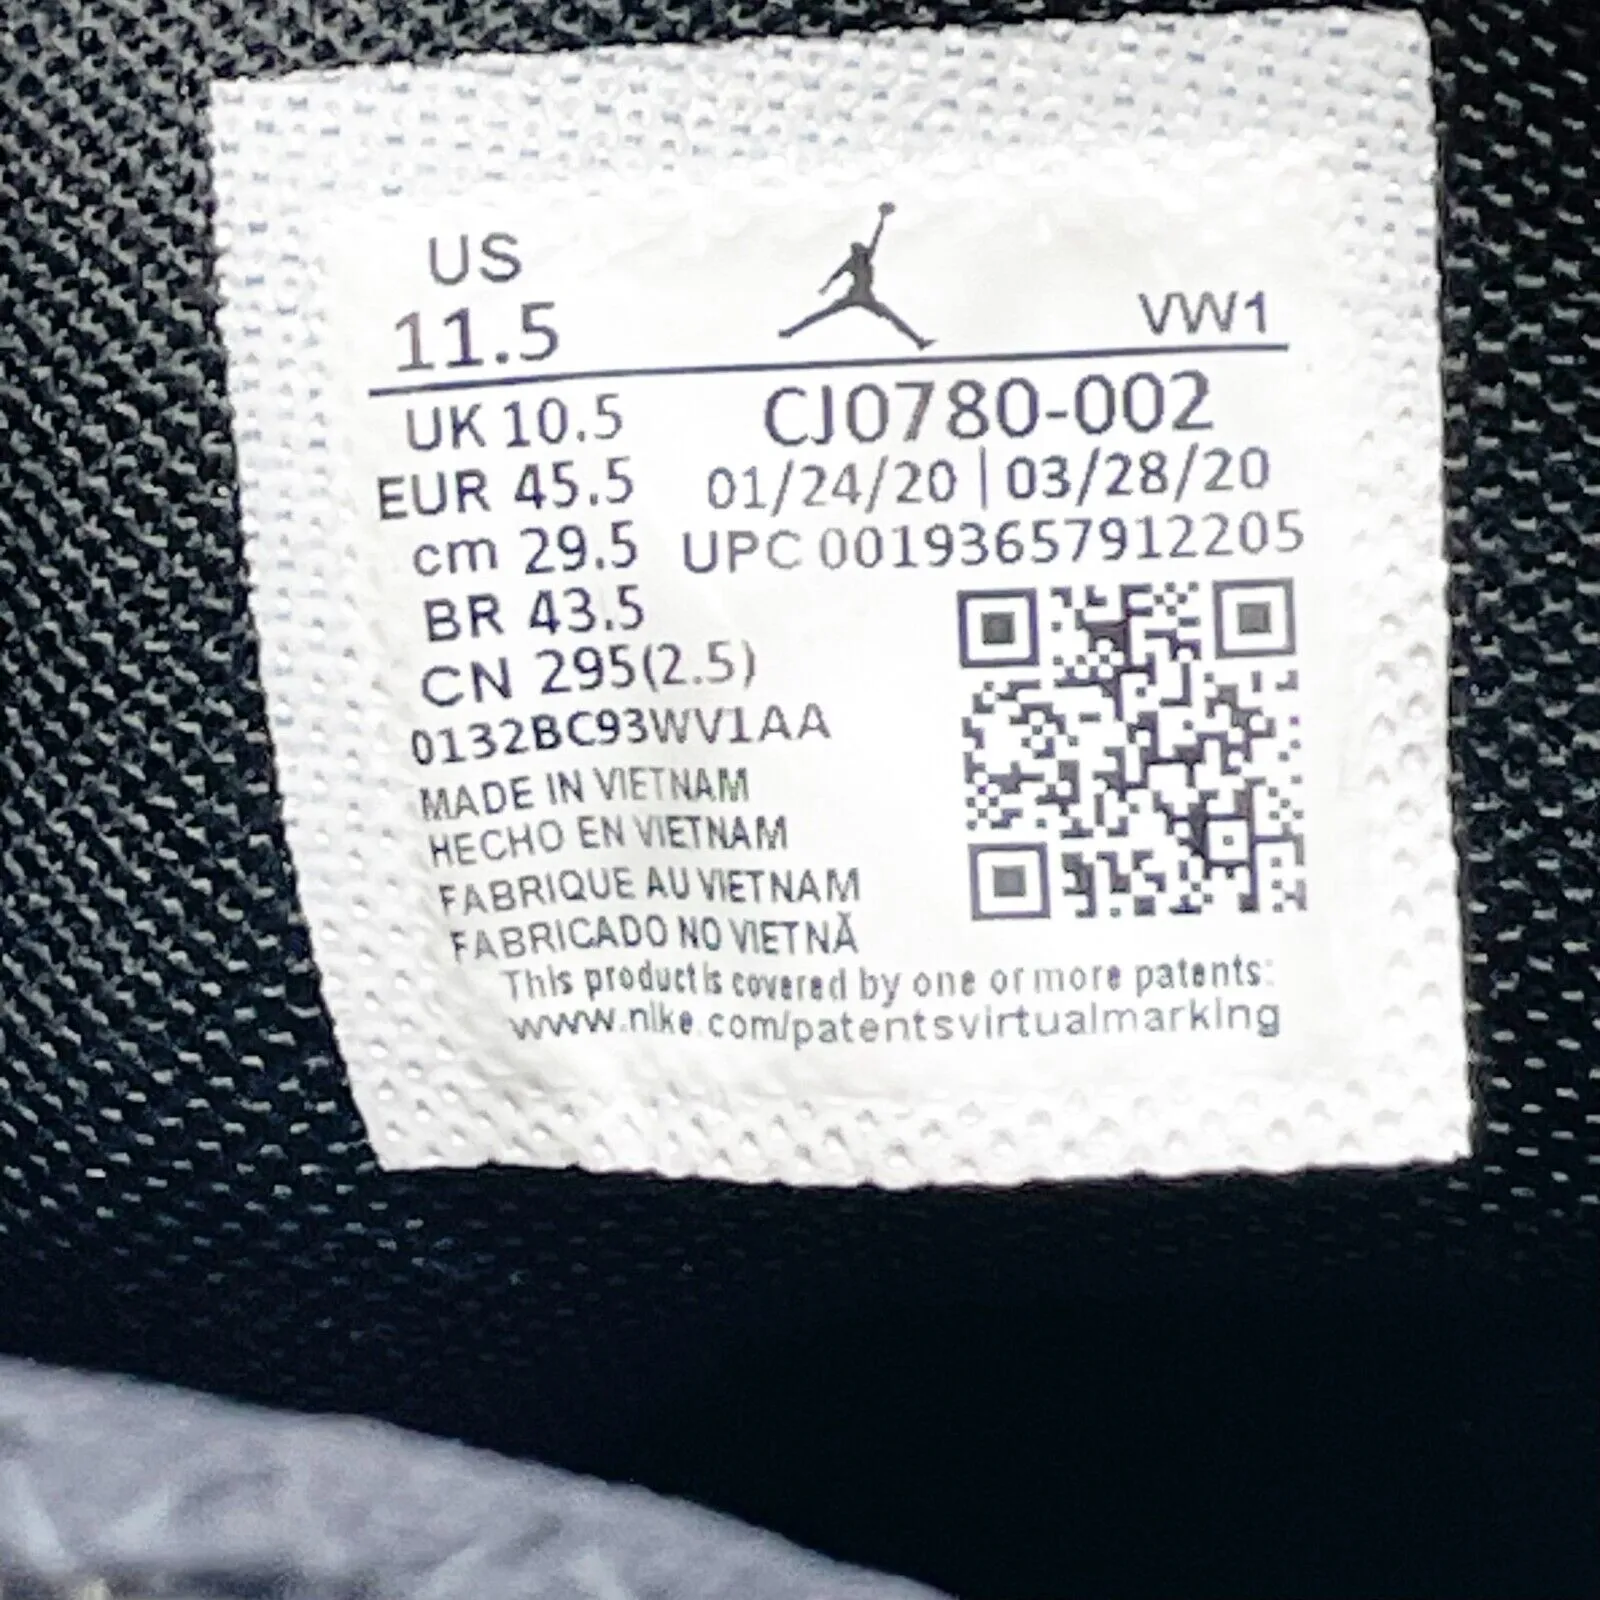 US
11.5
VW1
UK 10.5
CJ0780-002
EUR 45.5
01/24/20 | 03/28/20
cm 29.5
UPC 00193657912205
BR 43.5
CN 295(2.5)
0132BC93WV1AA
MADE IN VIETNAM
HECHO EN VIETNAM
FABRIQUE AU VIETNAM
FABRICADO NO VIETNÃ
This product is covered by one or more patents:
www.nike.com/patentsvirtualmarking